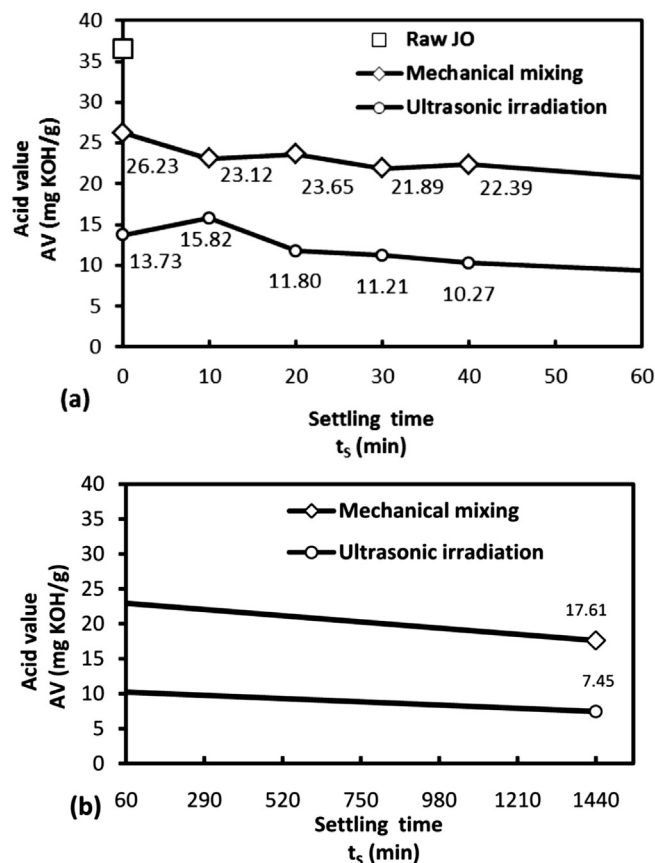 40
35
30
25
20
15
10
5
0
Acid value
AV (mg KOH/g)
Raw JO
Mechanical mixing
Ultrasonic irradiation
26.23
23.12
23.65
21.89
22.39
13.73
15.82
11.80
11.21
10.27
0 10 20 30 40 50 60
(a)
Settling time
tS (min)
40
35
30
25
20
15
10
5
0
Acid value
AV (mg KOH/g)
Mechanical mixing
Ultrasonic irradiation
17.61
7.45
60 290 520 750 980 1210 1440
(b)
Settling time
tS (min)